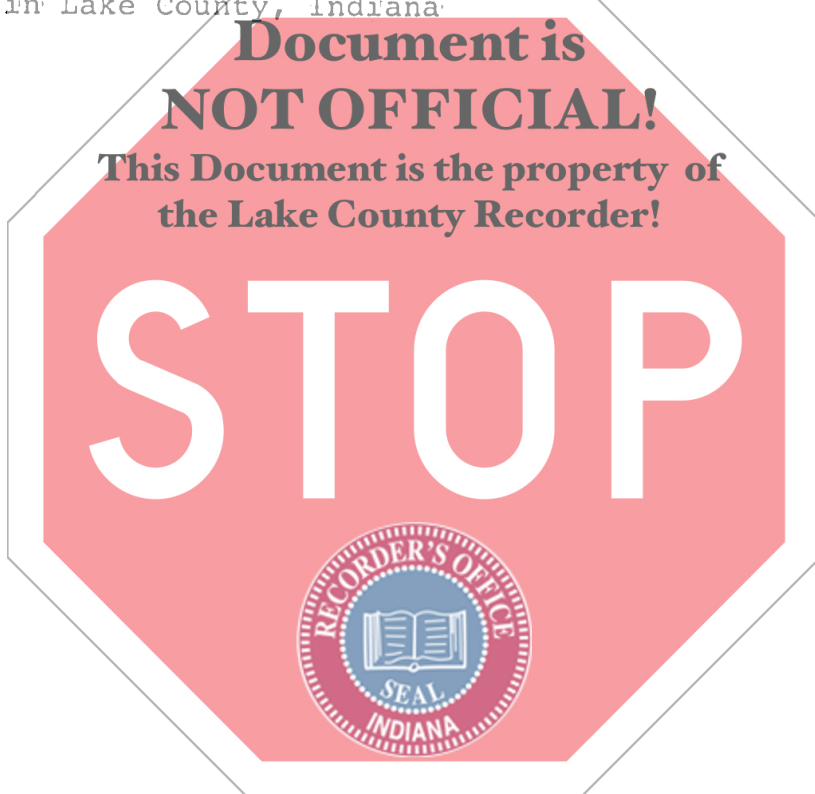 in Lake County, Indiana
Document is
NOT OFFICIAL!
This Document is the property of
the Lake County Recorder!
STOP
RECORDER'S OFFICE
SEAL
INDIANA